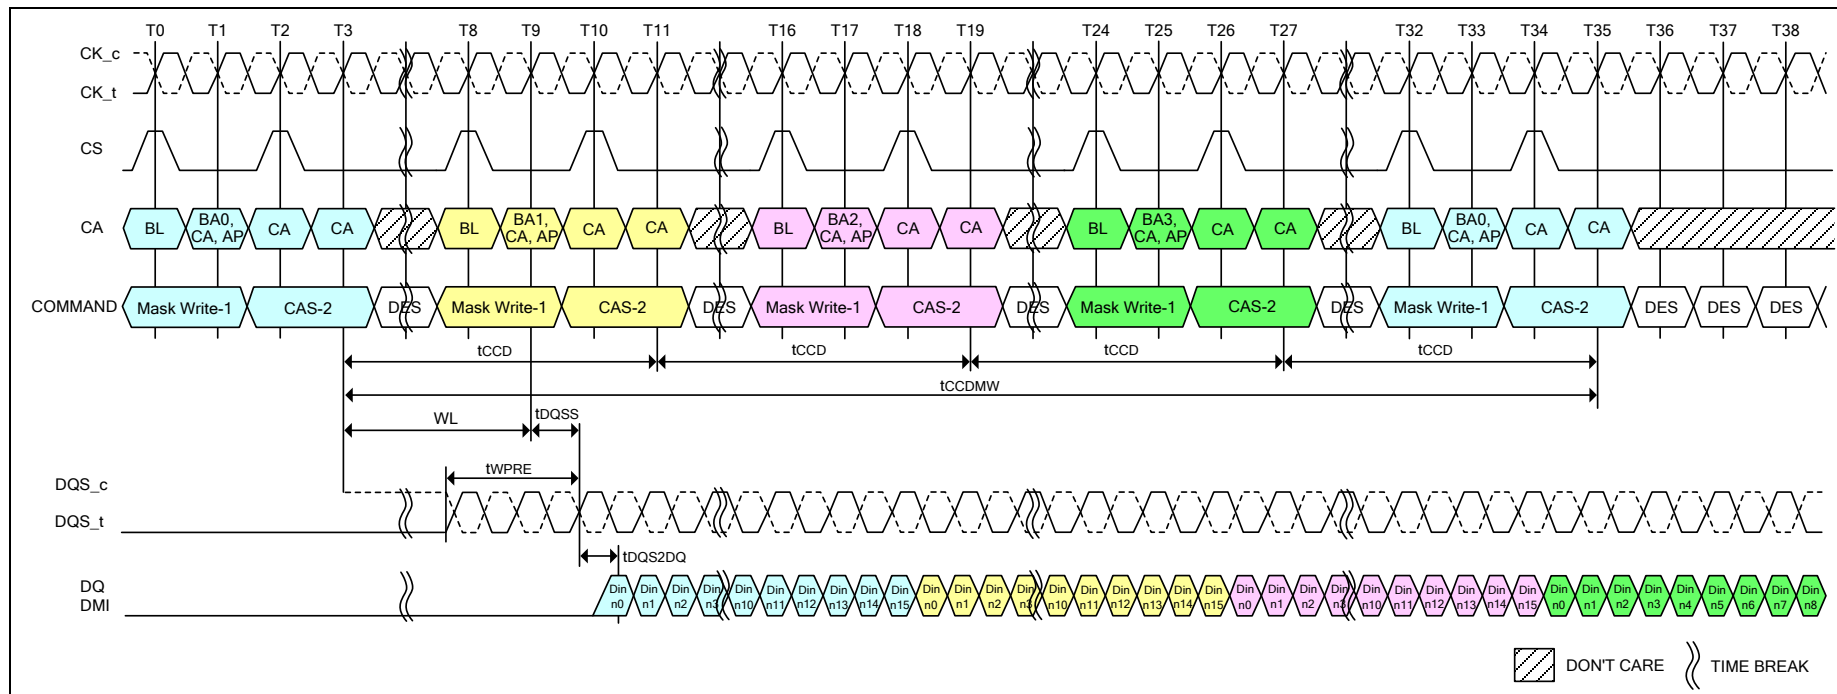 T0 T1 T2 T3 T8 T9 T10 T11 T16 T17 T18 T19 T24 T25 T26 T27 T32 T33 T34 T35 T36 T37 T38
CK_c
CK_t
CS
CA BL BA0, CA, AP CA CA BL BA1, CA, AP CA CA BL BA2, CA, AP CA CA BL BA3, CA, AP CA CA BL BA0, CA, AP CA CA
COMMAND Mask Write-1 CAS-2 DES Mask Write-1 CAS-2 DES Mask Write-1 CAS-2 DES Mask Write-1 CAS-2 DES Mask Write-1 CAS-2 DES DES DES
tCCD tCCD tCCD tCCD
tCCDMW
WL tDQSS
tWPRE
DQS_c
DQS_t
tDQS2DQ
DQ Din Din Din Din Din Din Din Din Din Din Din Din Din Din Din Din Din Din Din Din Din Din Din Din Din Din Din Din Din Din Din Din Din Din Din Din Din Din Din
DMI n0 n1 n2 n3 n10 n11 n12 n13 n14 n15 n0 n1 n2 n3 n10 n11 n12 n13 n14 n15 n0 n1 n2 n3 n10 n11 n12 n13 n14 n15 n0 n1 n2 n3 n4 n5 n6 n7 n8
DON'T CARE TIME BREAK